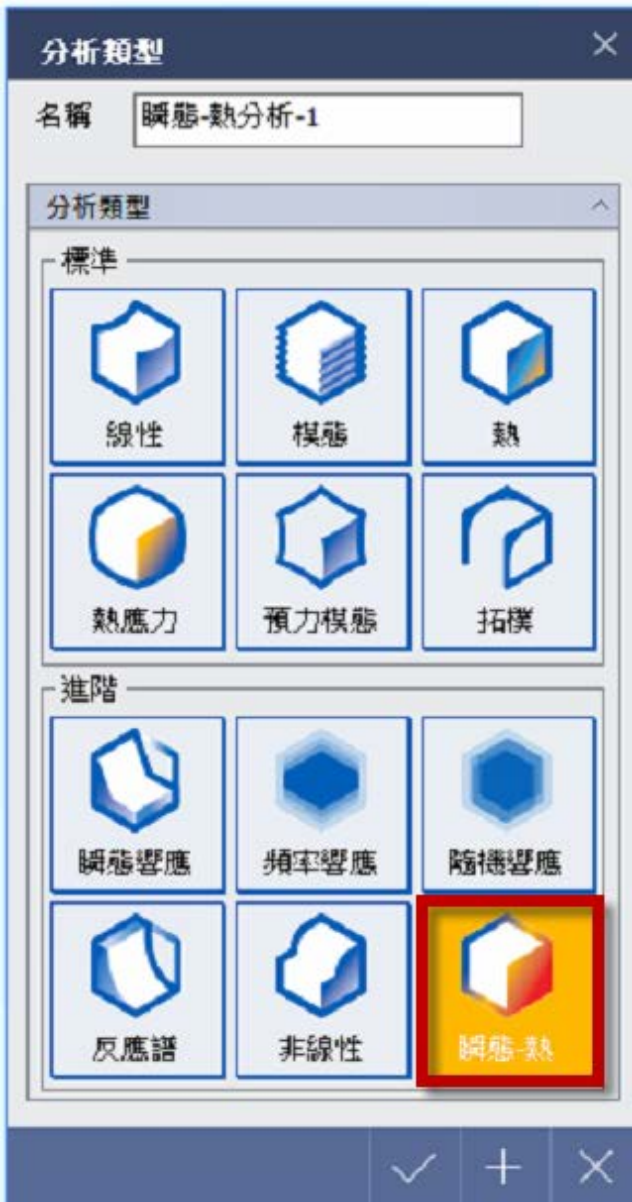 分析類型
名稱 瞬態-熱分析-1
分析類型
標準
線性 模態 熱
熱應力 預力模態 拓樸
進階
瞬態響應 頻率響應 隨機響應
反應譜 非線性 瞬態-熱